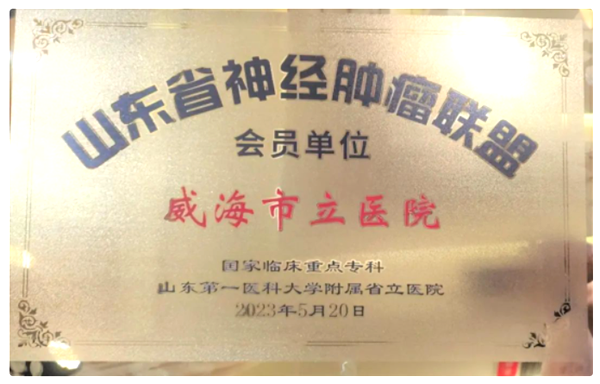 山东省神经肿瘤联盟
会员单位
威海市立医院
国家临床重点专科
山东第一医科大学附属省立医院
2023年5月20日